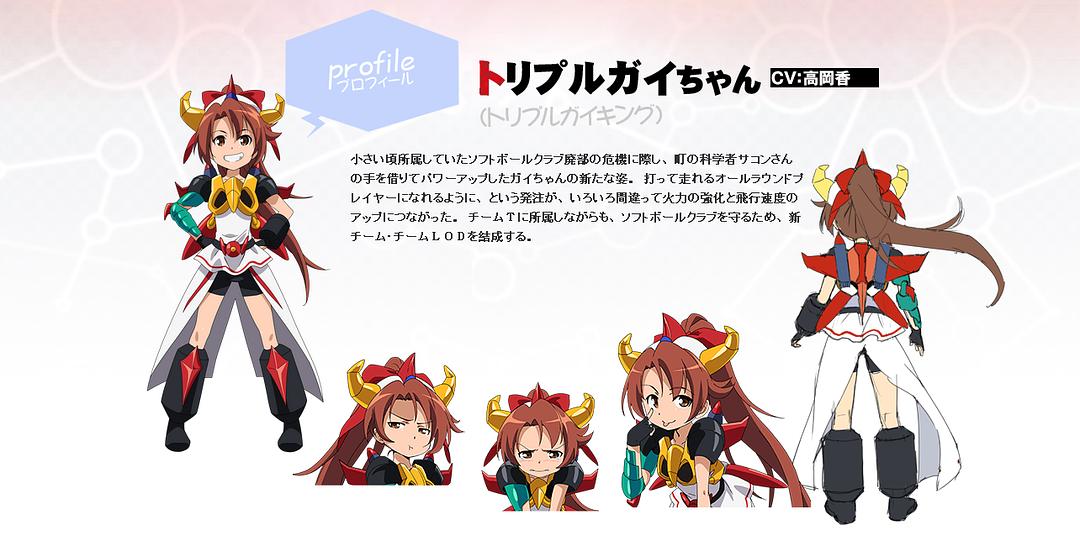 profile
プロフィール
トリプルガイちゃん
CV:高岡香
(トリプルガイキング)
小さい頃所属していたソフトボールクラブ廃部の危機に際し、町の科学者サコンさん
の手を借りてパワーアップしたガイちゃんの新たな姿。 打って走れるオールラウンドプ
レイヤーになれるように、という発注が、いろいろ間違って火力の強化と飛行速度の
アップにつながった。 チームTに所属しながらも、ソフトボールクラブを守るため、新
チーム・チームＬＯＤを結成する。